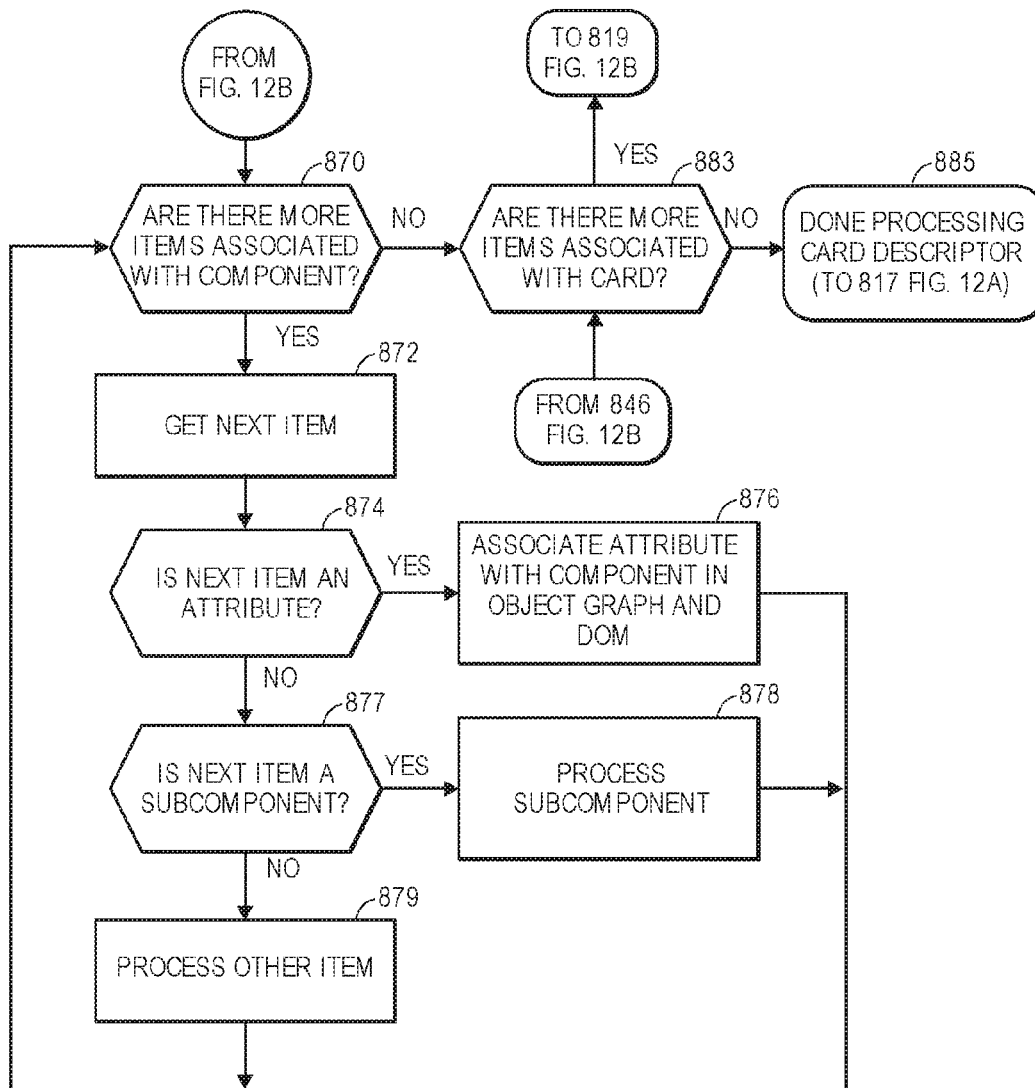 FROM
FIG. 12B
TO 819
FIG. 12B
YES
870
ARE THERE MORE
ITEMS ASSOCIATED
WITH COMPONENT?
NO
883
ARE THERE MORE
ITEMS ASSOCIATED
WITH CARD?
NO
885
DONE PROCESSING
CARD DESCRIPTOR
(TO 817 FIG. 12A)
YES
872
GET NEXT ITEM
FROM 846
FIG. 12B
874
IS NEXT ITEM AN
ATTRIBUTE?
YES
876
ASSOCIATE ATTRIBUTE
WITH COMPONENT IN
OBJECT GRAPH AND
DOM
NO
877
IS NEXT ITEM A
SUBCOMPONENT?
YES
878
PROCESS
SUBCOMPONENT
NO
879
PROCESS OTHER ITEM